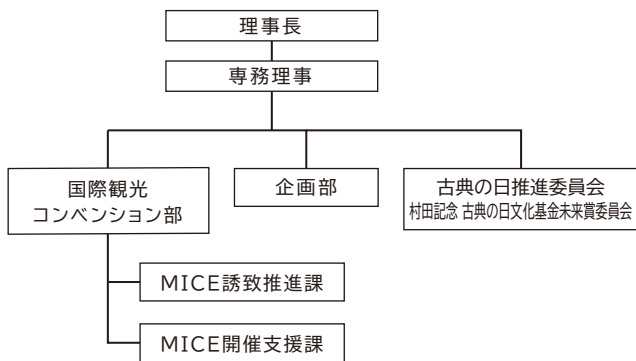 理事長
専務理事
国際観光
コンベンション部
企画部
古典の日推進委員会
村田記念 古典の日文化基金未来賞委員会
MICE誘致推進課
MICE開催支援課